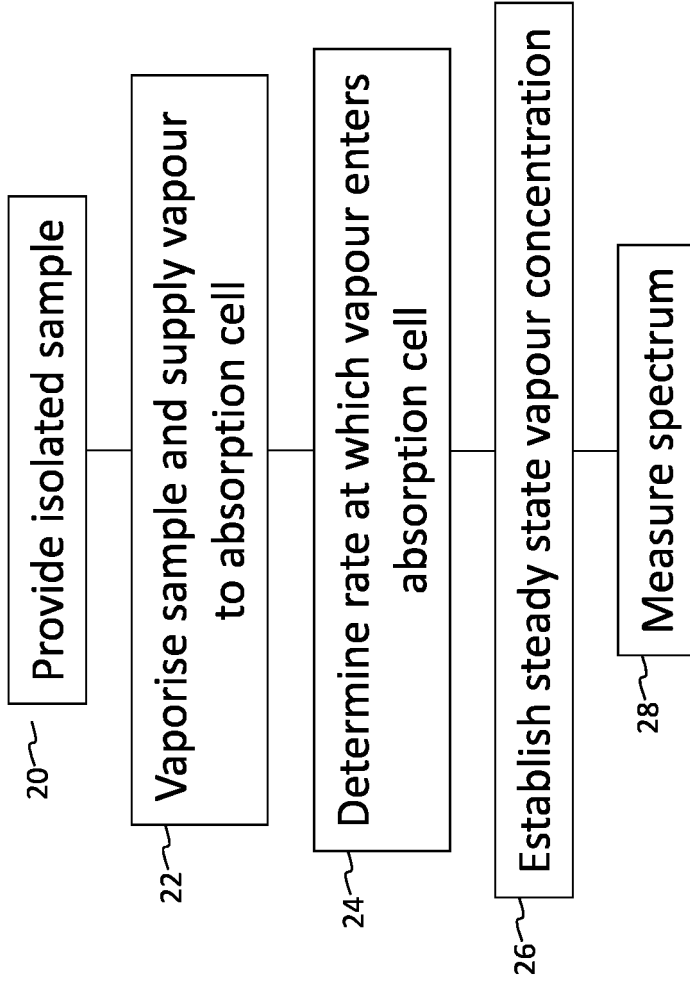 20
Provide isolated sample
22
Vaporise sample and supply vapour
to absorption cell
24
Determine rate at which vapour enters
absorption cell
26
Establish steady state vapour concentration
28
Measure spectrum